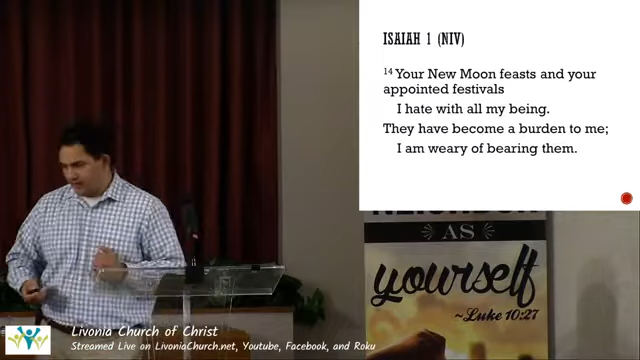 ISAIAH 1 (NIV)
14 Your New Moon feasts and your
appointed festivals
I hate with all my being.
They have become a burden to me;
I am weary of bearing them.
NEIGHBOR
AS
yourself
~Luke 10:27
Livonia Church of Christ
Streamed Live on LivoniaChurch.net, Youtube, Facebook, and Roku